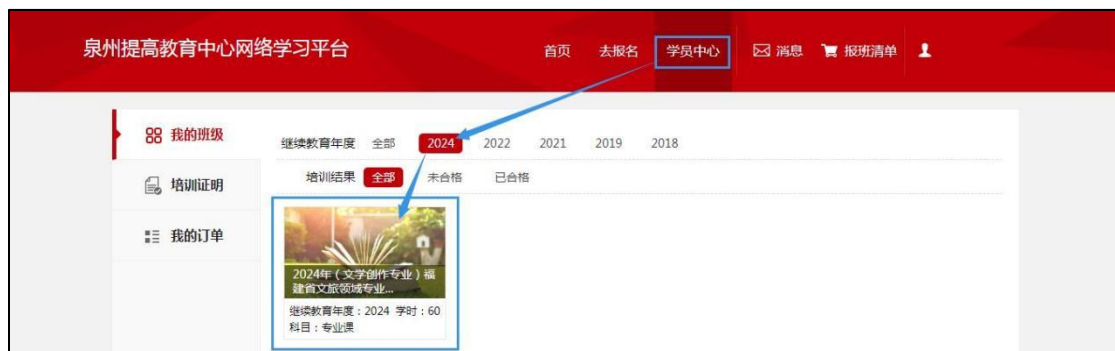 泉州提高教育中心网络学习平台 首页 去报名 学员中心 消息 报班清单
我的班级
培训证明
我的订单
继续教育年度 全部 2024 2022 2021 2019 2018
培训结果 全部 未合格 已合格
2024年（文学创作专业）福
建省文旅领域专业...
继续教育年度：2024 学时：60
科目：专业课